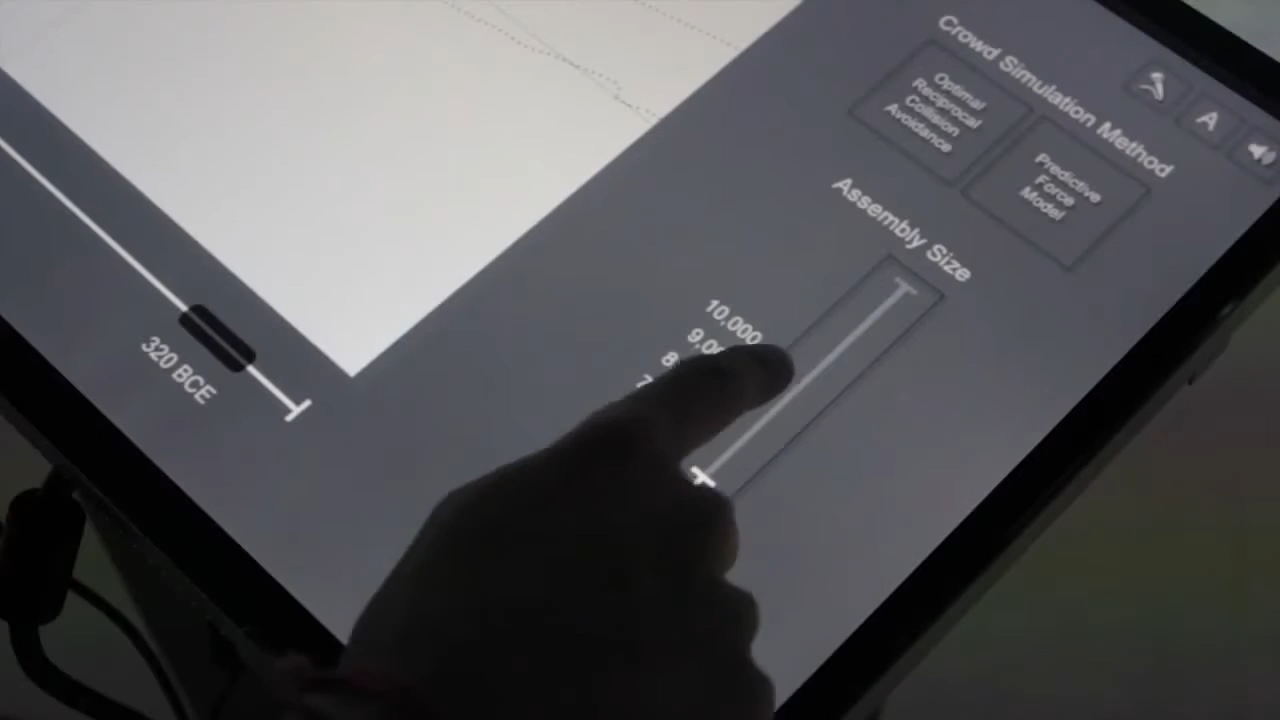 Crowd Simulation Method
A
Optimal
Reciprocal
Collision
Avoidance
Predictive
Force
Model
Assembly Size
10,000
320 BCE